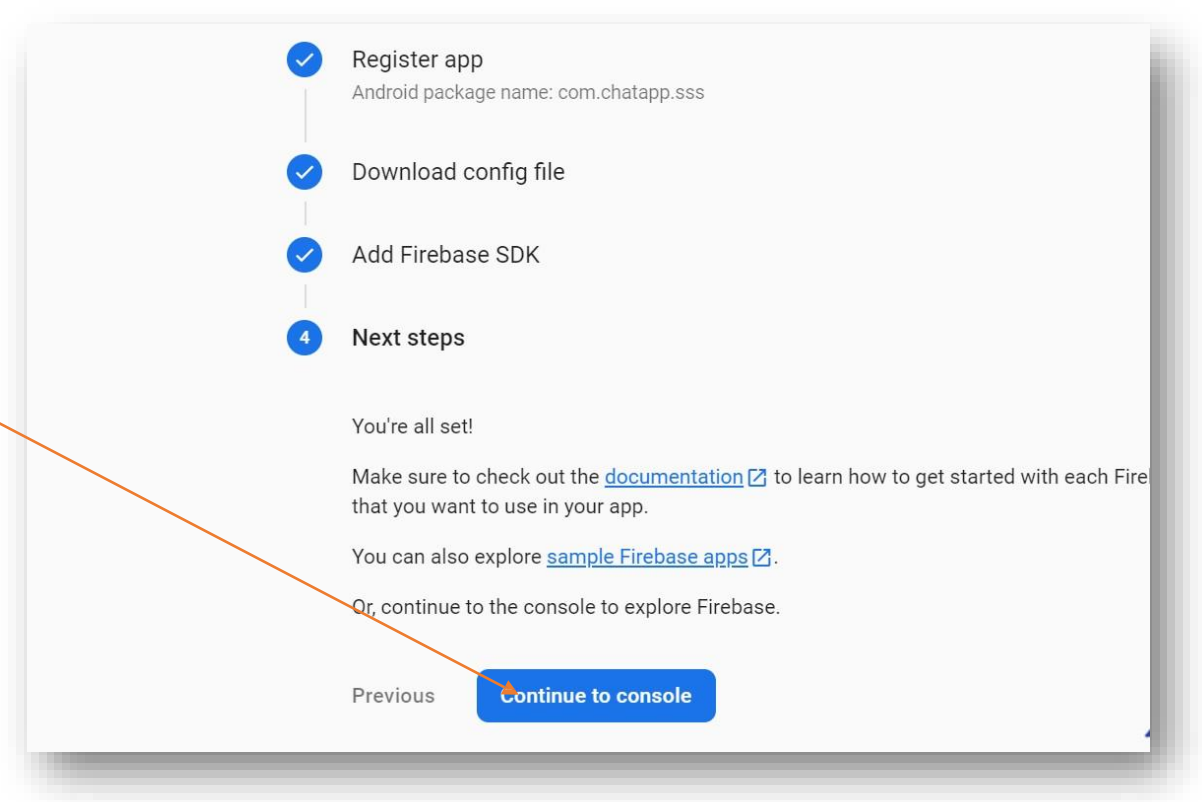 Register app
Android package name: com.chatapp.sss
Download config file
Add Firebase SDK
4
Next steps
You're all set!
Make sure to check out the documentation to learn how to get started with each
that you want to use in your app.
You can also explore sample Firebase apps.
Or, continue to the console to explore Firebase.
Previous
Continue to console